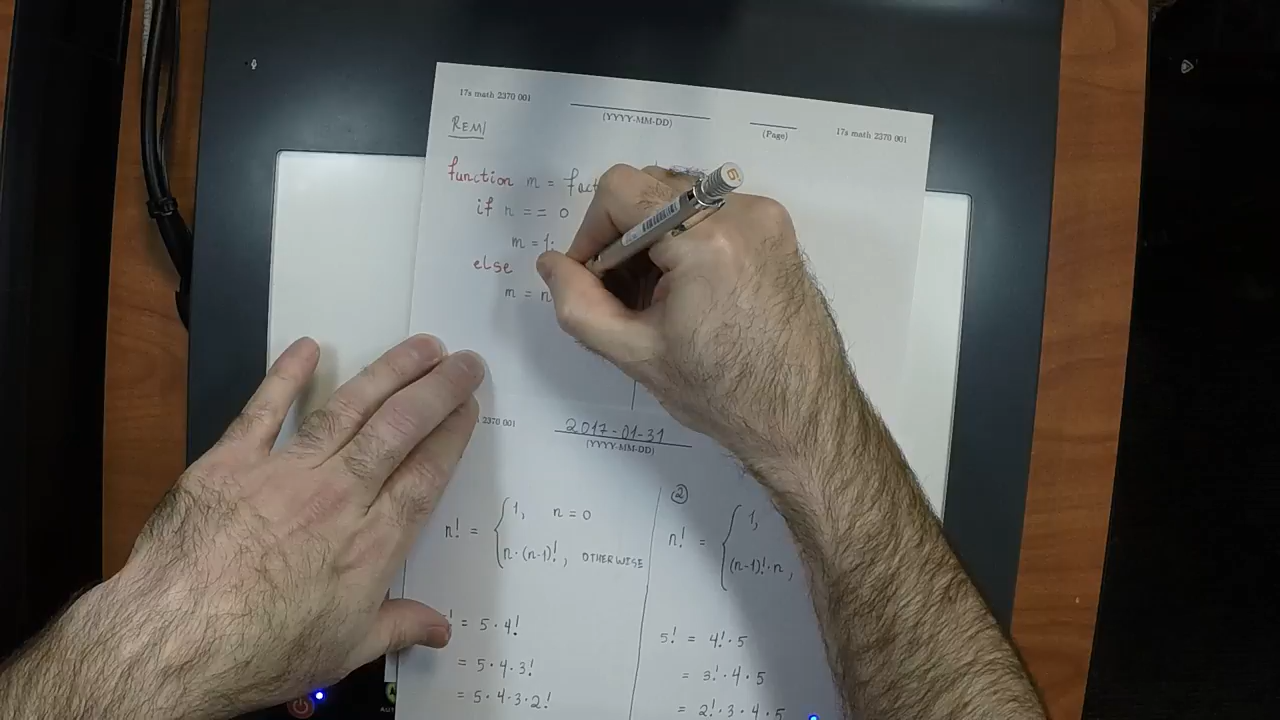 17s math 2370 001
(YYYY-MM-DD)
(Page)
17s math 2370 001
REM/
function m = fact
if n == 0
m = 1;
else
m = n
2370 001
2017-01-31
(YYYY-MM-DD)
n! = { 1, n = 0
n·(n-1)!, OTHERWISE
! = 5·4!
= 5·4·3!
= 5·4·3·2!
②
n! = { 1,
(n-1)!·n,
5! = 4!·5
= 3!·4·5
= 2!·3·4·5